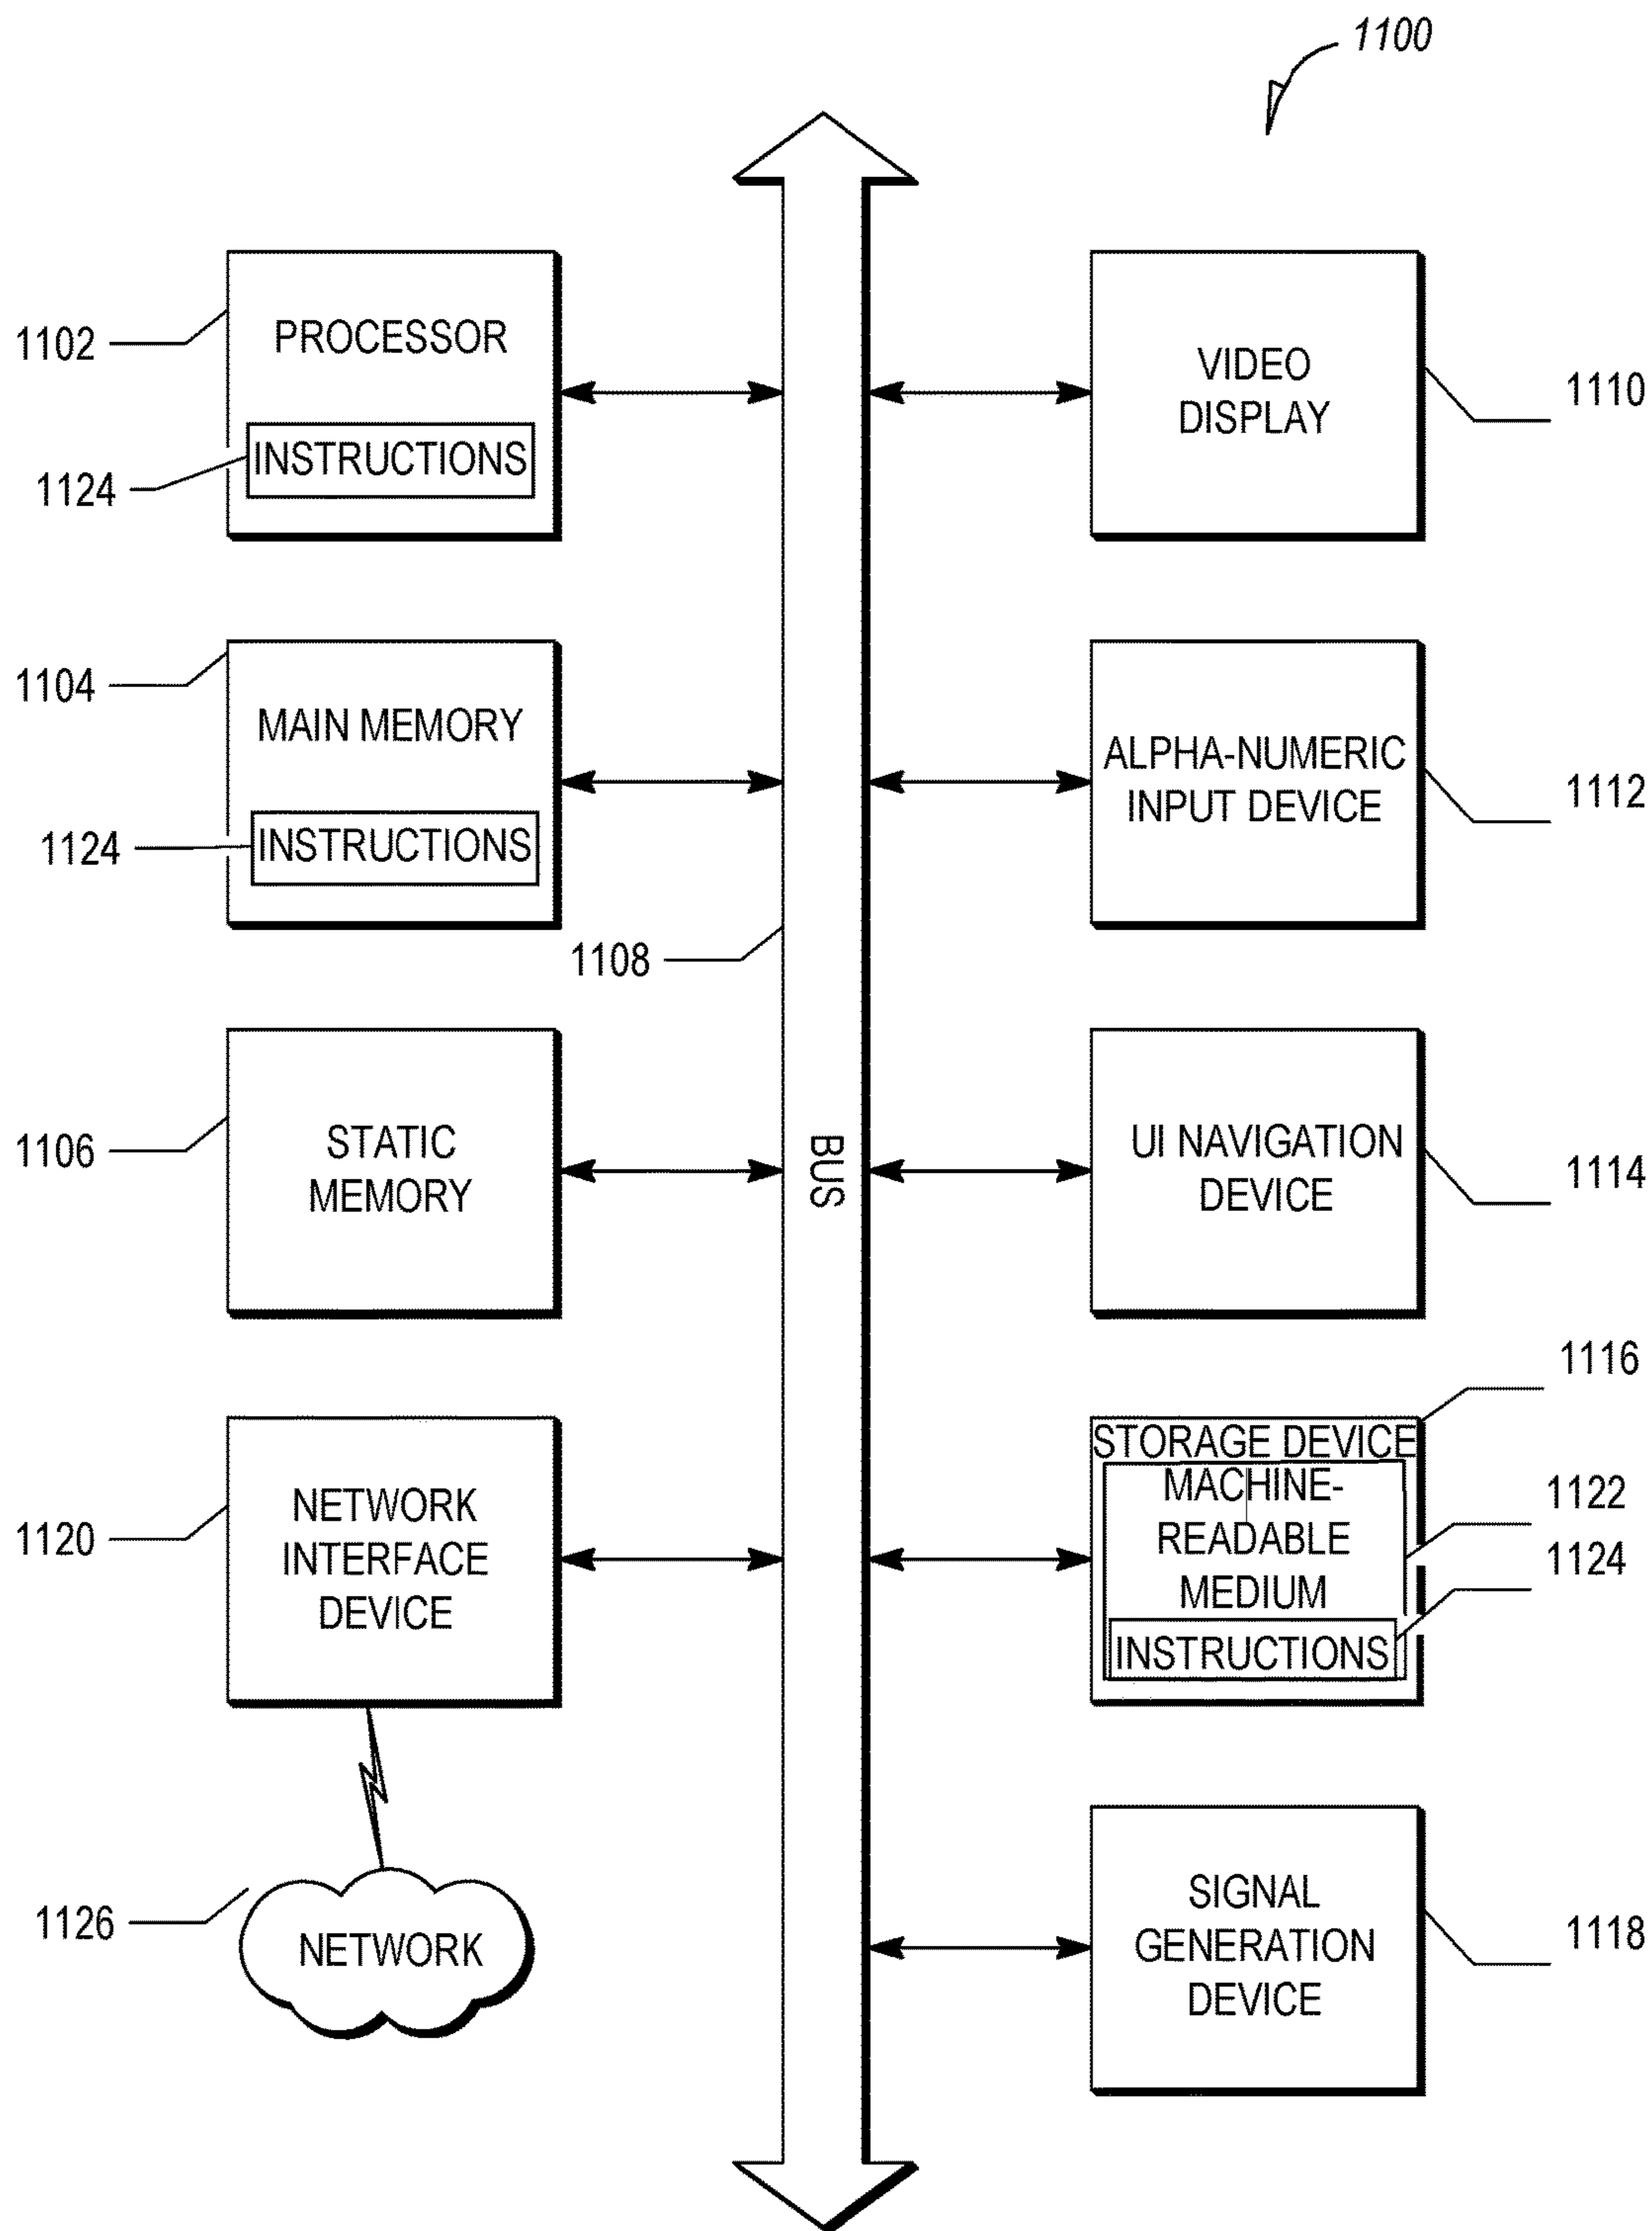 1100
1102
PROCESSOR
INSTRUCTIONS
1124
VIDEO
DISPLAY
1110
1104
MAIN MEMORY
INSTRUCTIONS
1124
ALPHA-NUMERIC
INPUT DEVICE
1112
1108
BUS
1106
STATIC
MEMORY
UI NAVIGATION
DEVICE
1114
1120
NETWORK
INTERFACE
DEVICE
1116
STORAGE DEVICE
MACHINE-
READABLE
MEDIUM
INSTRUCTIONS
1122
1124
1126
NETWORK
SIGNAL
GENERATION
DEVICE
1118